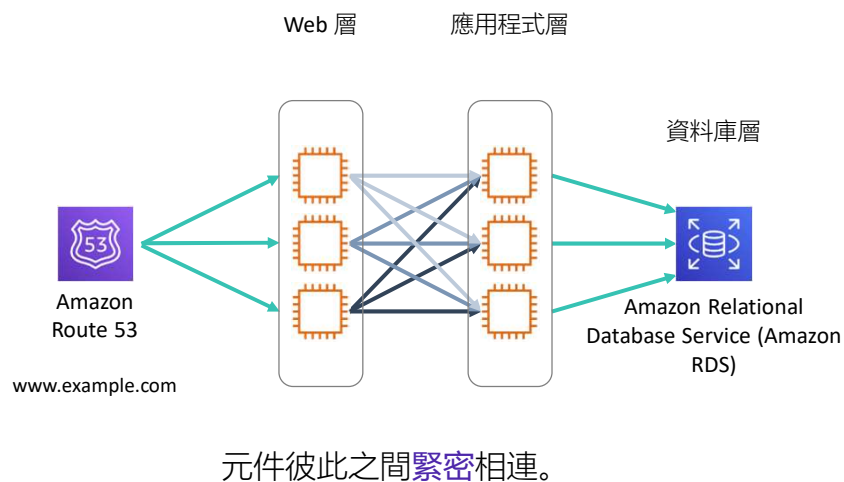 Web 層
應用程式層
資料庫層
53
Amazon
Route 53
www.example.com
Amazon Relational
Database Service (Amazon
RDS)
元件彼此之間緊密相連。